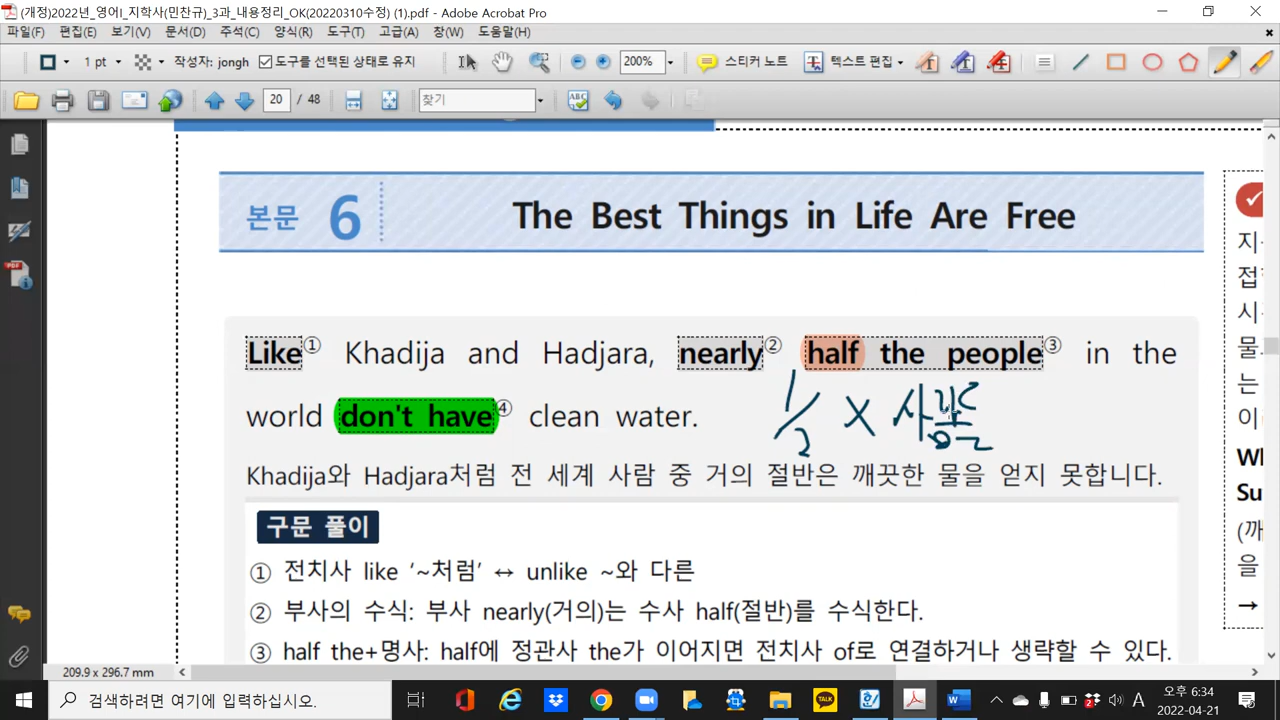 (개정)2022년_영어I_지학사(민찬규)_3과_내용정리_OK(20220310수정) (1).pdf - Adobe Acrobat Pro
파일(F) 편집(E) 보기(V) 문서(D) 주석(C) 양식(R) 도구(T) 고급(A) 창(W) 도움말(H)
1 pt 작성자: jongh 도구를 선택된 상태로 유지 200% 스티커 노트 텍스트 편집
20 / 48 찾기
본문 6 The Best Things in Life Are Free
Like① Khadija and Hadjara, nearly② half the people③ in the
world don't have④ clean water.
1/2 X
Khadija와 Hadjara처럼 전 세계 사람 중 거의 절반은 깨끗한 물을 얻지 못합니다.
구문 풀이
① 전치사 like ‘~처럼’ ↔ unlike ~와 다른
② 부사의 수식: 부사 nearly(거의)는 수사 half(절반)를 수식한다.
③ half the+명사: half에 정관사 the가 이어지면 전치사 of로 연결하거나 생략할 수 있다.
시
물.
는
이
Su
(깨
을
→
209.9 x 296.7 mm
검색하려면 여기에 입력하십시오.
TALK
A 오후 6:34
2022-04-21